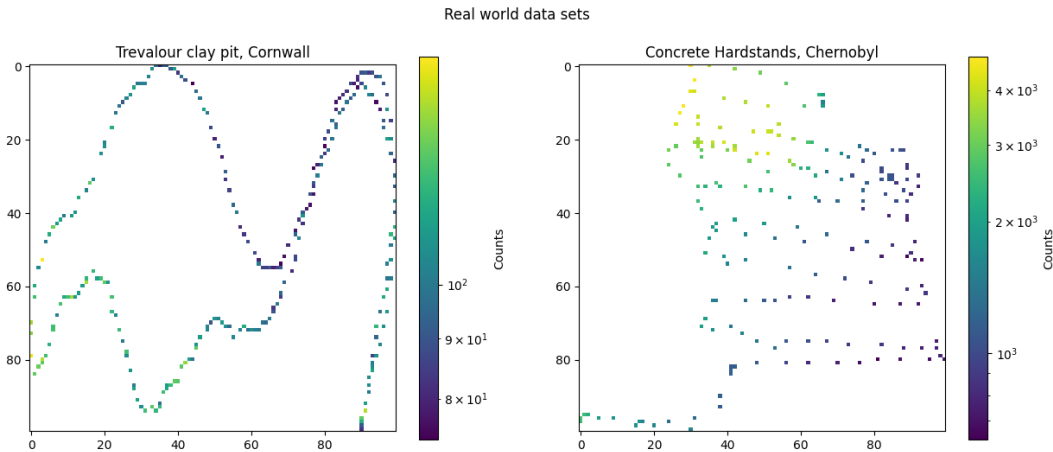 Real world data sets
Trevalour clay pit, Cornwall
0
20
40
60
80
0 20 40 60 80
10²
9 × 10¹
8 × 10¹
Counts
Concrete Hardstands, Chernobyl
0
20
40
60
80
0 20 40 60 80
4 × 10³
3 × 10³
2 × 10³
10³
Counts